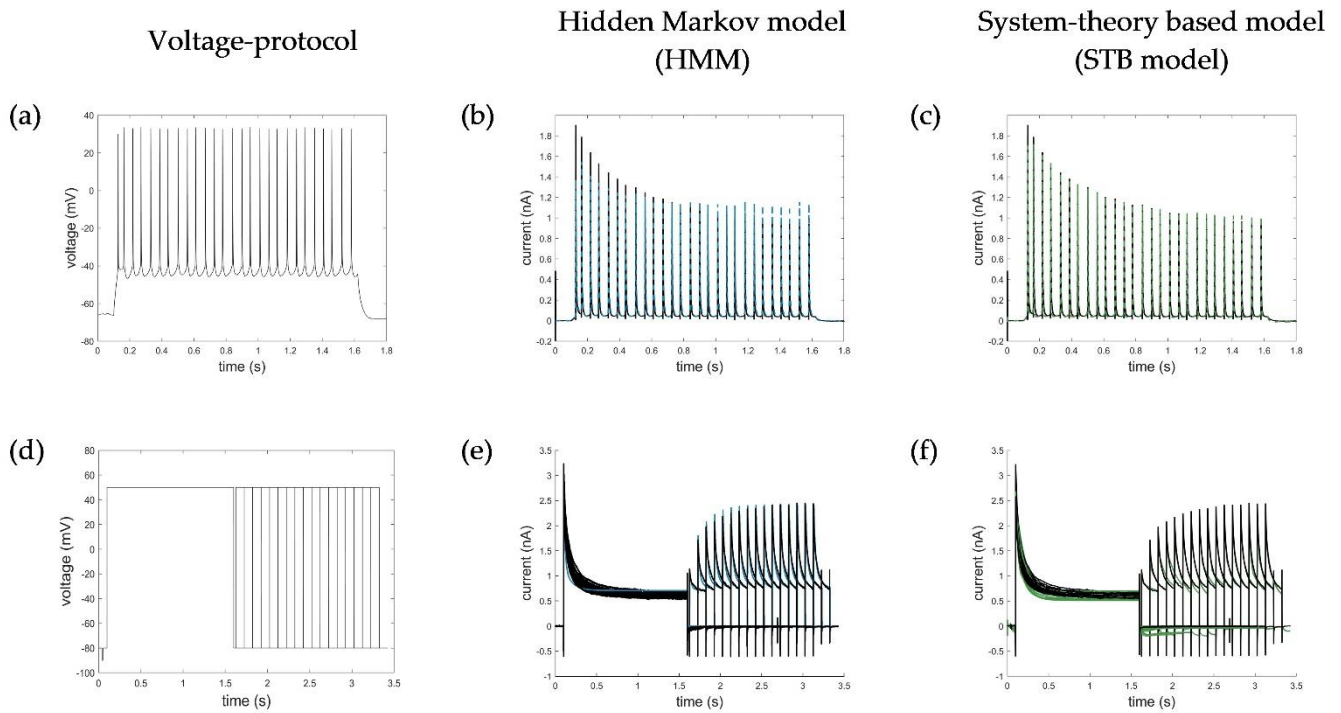 Voltage-protocol
Hidden Markov model
(HMM)
System-theory based model
(STB model)
(a)
40
20
0
-20
-40
-60
-80
voltage (mV)
0 0.2 0.4 0.6 0.8 1 1.2 1.4 1.6 1.8
time (s)
(b)
1.8
1.6
1.4
1.2
1
0.8
0.6
0.4
0.2
0
-0.2
current (nA)
0 0.2 0.4 0.6 0.8 1 1.2 1.4 1.6 1.8
time (s)
(c)
1.8
1.6
1.4
1.2
1
0.8
0.6
0.4
0.2
0
-0.2
current (nA)
0 0.2 0.4 0.6 0.8 1 1.2 1.4 1.6 1.8
time (s)
(d)
80
60
40
20
0
-20
-40
-60
-80
-100
voltage (mV)
0 0.5 1 1.5 2 2.5 3 3.5
time (s)
(e)
3.5
3
2.5
2
1.5
1
0.5
0
-0.5
-1
current (nA)
0 0.5 1 1.5 2 2.5 3 3.5
time (s)
(f)
3.5
3
2.5
2
1.5
1
0.5
0
-0.5
-1
current (nA)
0 0.5 1 1.5 2 2.5 3 3.5
time (s)